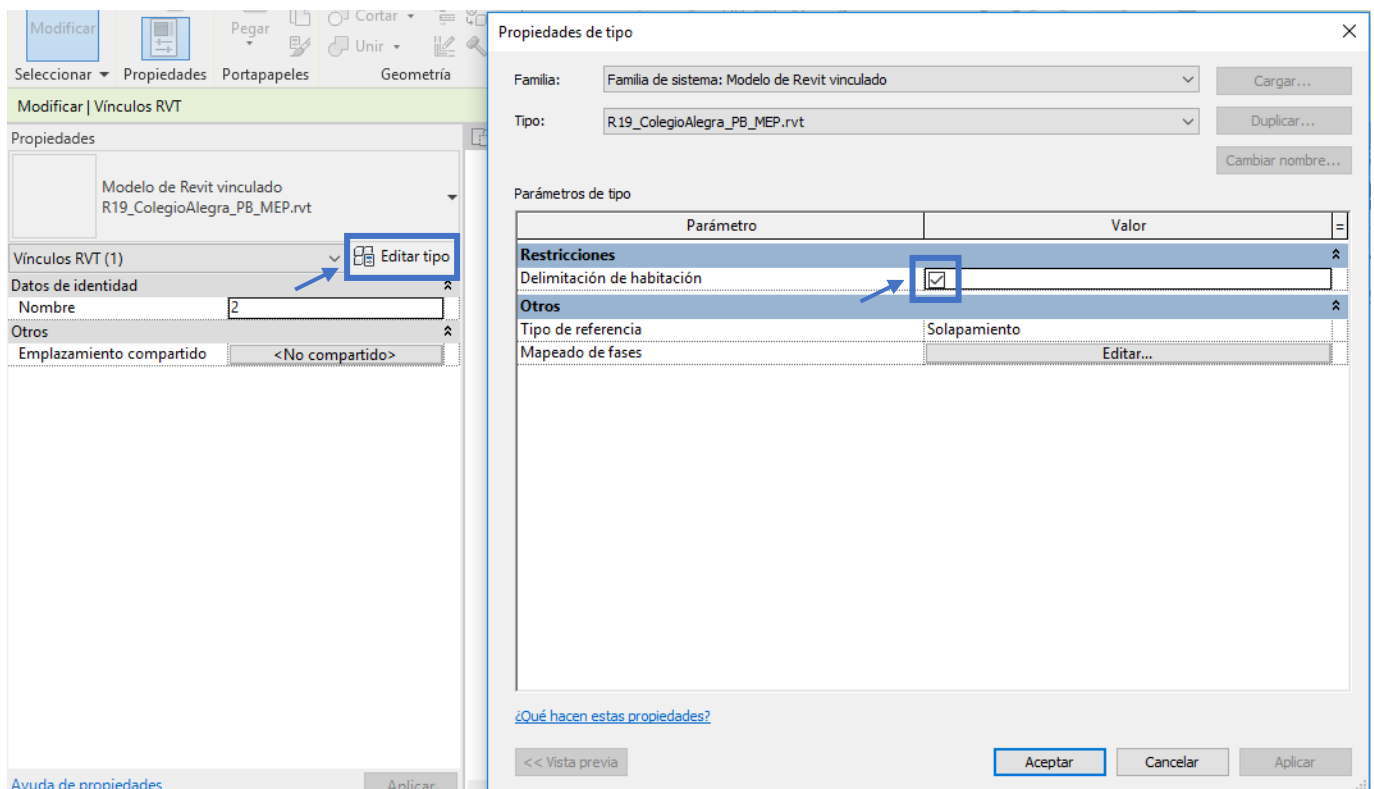 Modificar
Pegar
Cortar
Unir
Seleccionar Propiedades Portapapeles Geometría
Modificar | Vínculos RVT
Propiedades
Modelo de Revit vinculado
R19_ColegioAlegra_PB_MEP.rvt
Vínculos RVT (1)
Editar tipo
Datos de identidad
Nombre 2
Otros
Emplazamiento compartido <No compartido>
Ayuda de propiedades Aplicar
Propiedades de tipo
Familia: Familia de sistema: Modelo de Revit vinculado Cargar...
Tipo: R19_ColegioAlegra_PB_MEP.rvt Duplicar...
Cambiar nombre...
Parámetros de tipo
Parámetro Valor =
Restricciones
Delimitación de habitación
Otros
Tipo de referencia Solapamiento
Mapeado de fases Editar...
¿Qué hacen estas propiedades?
<< Vista previa Aceptar Cancelar Aplicar